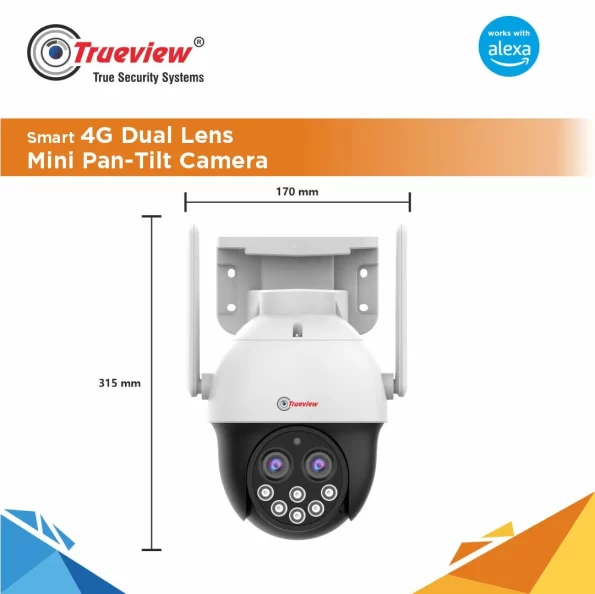 Trueview®
True Security Systems
works with
alexa
Smart 4G Dual Lens
Mini Pan-Tilt Camera
170 mm
315 mm
Trueview